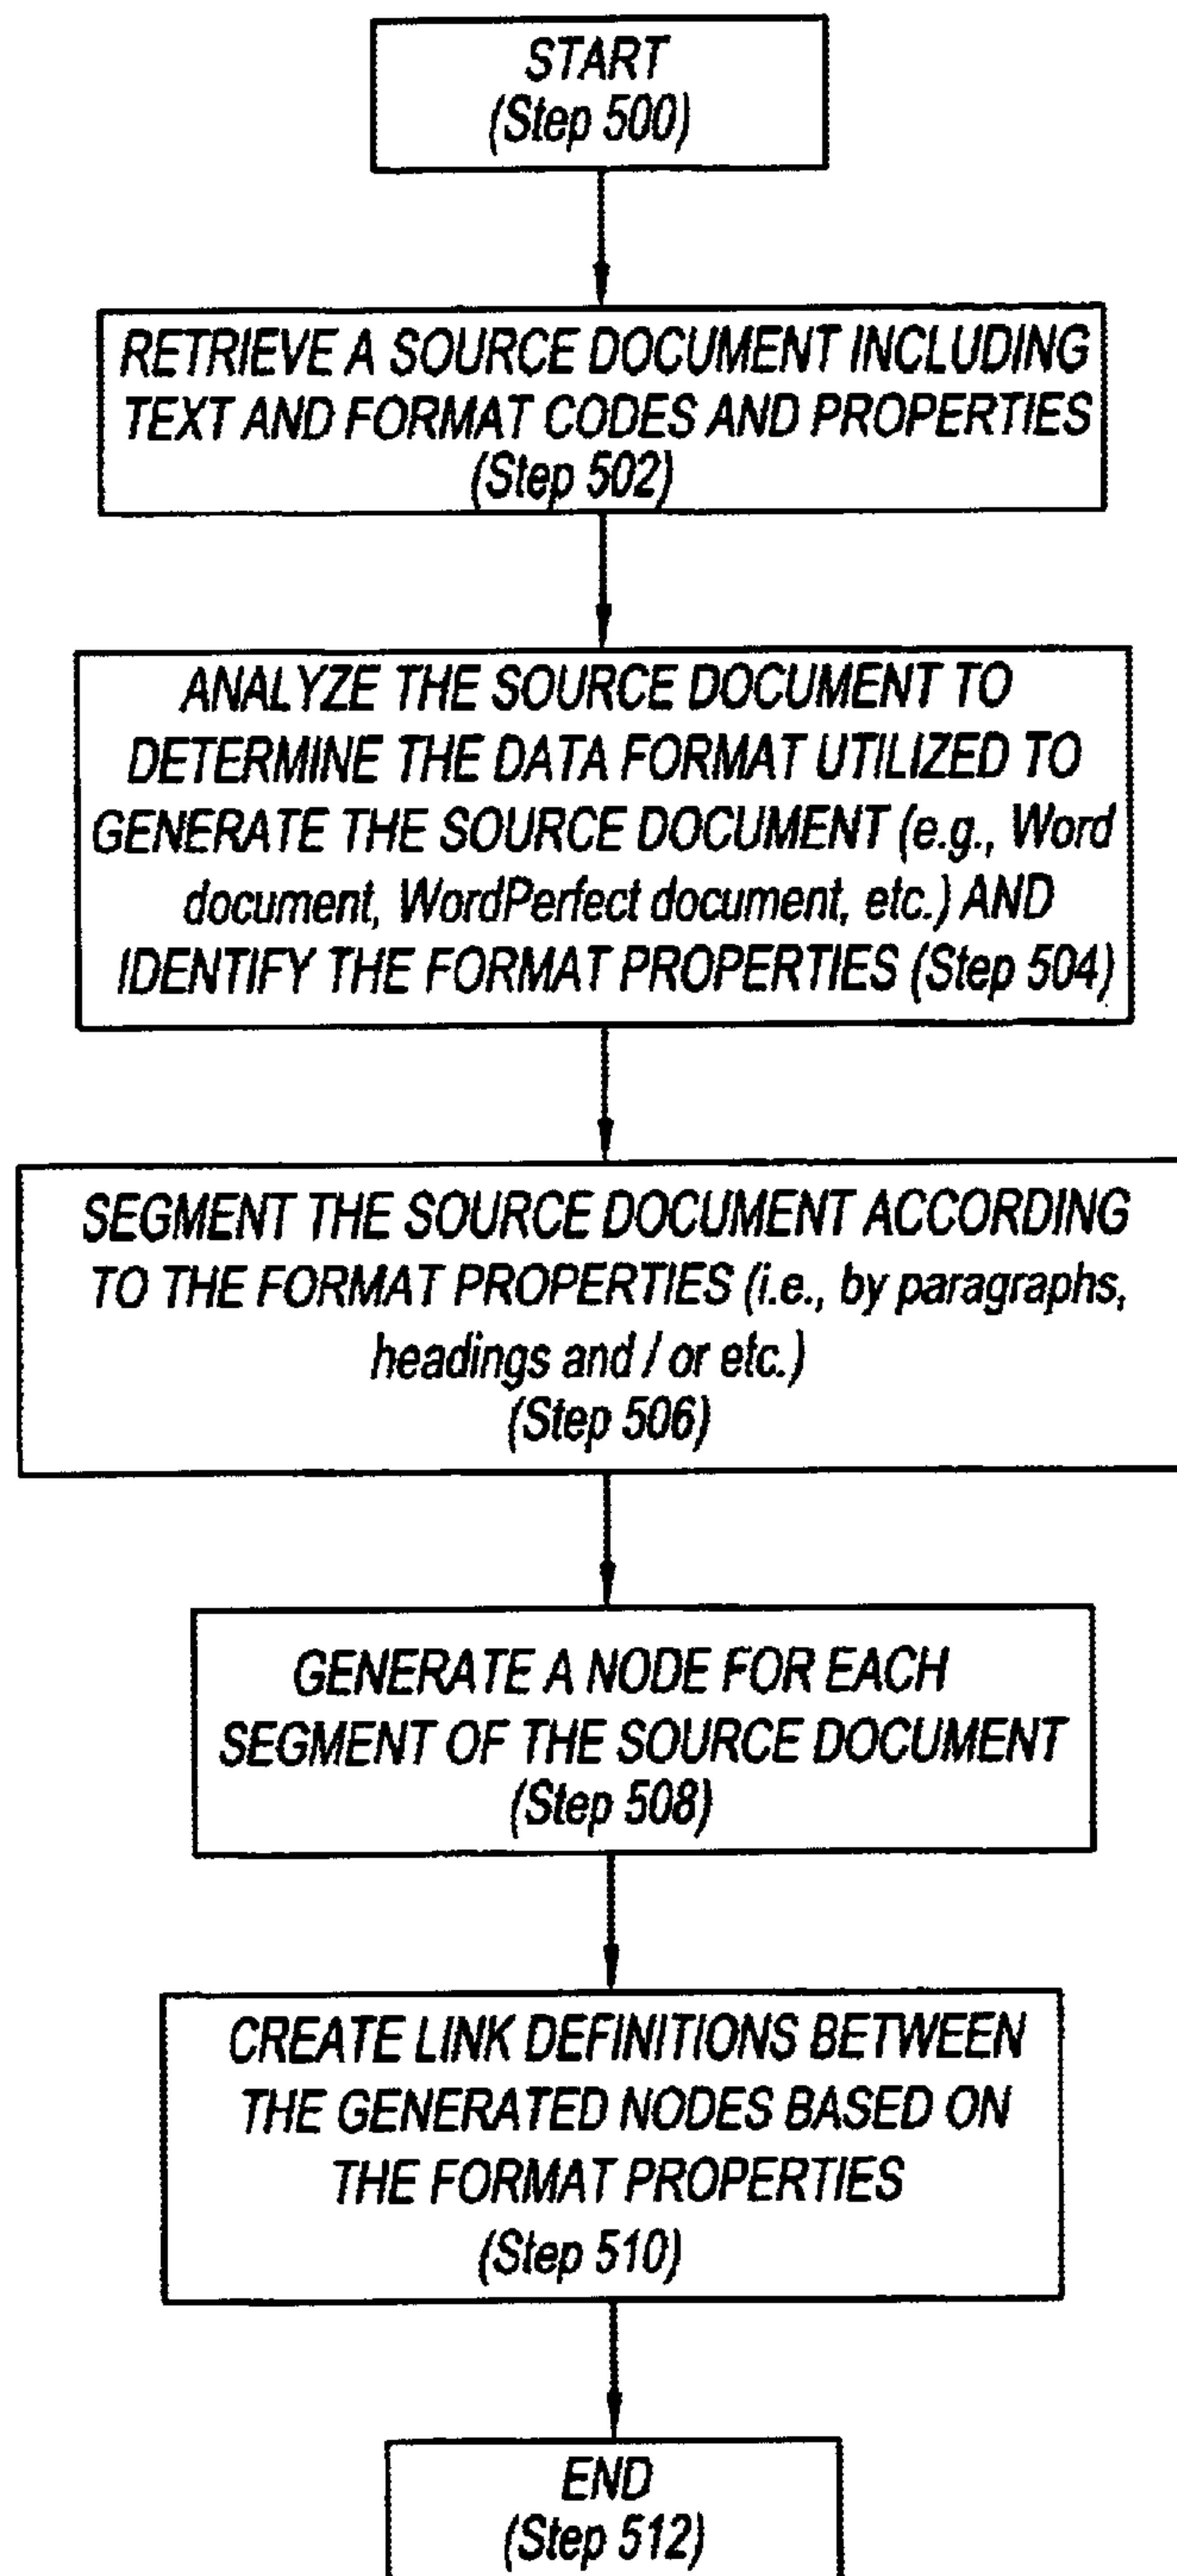 START
(Step 500)
RETRIEVE A SOURCE DOCUMENT INCLUDING
TEXT AND FORMAT CODES AND PROPERTIES
(Step 502)
ANALYZE THE SOURCE DOCUMENT TO
DETERMINE THE DATA FORMAT UTILIZED TO
GENERATE THE SOURCE DOCUMENT (e.g., Word
document, WordPerfect document, etc.) AND
IDENTIFY THE FORMAT PROPERTIES (Step 504)
SEGMENT THE SOURCE DOCUMENT ACCORDING
TO THE FORMAT PROPERTIES (i.e., by paragraphs,
headings and / or etc.)
(Step 506)
GENERATE A NODE FOR EACH
SEGMENT OF THE SOURCE DOCUMENT
(Step 508)
CREATE LINK DEFINITIONS BETWEEN
THE GENERATED NODES BASED ON
THE FORMAT PROPERTIES
(Step 510)
END
(Step 512)